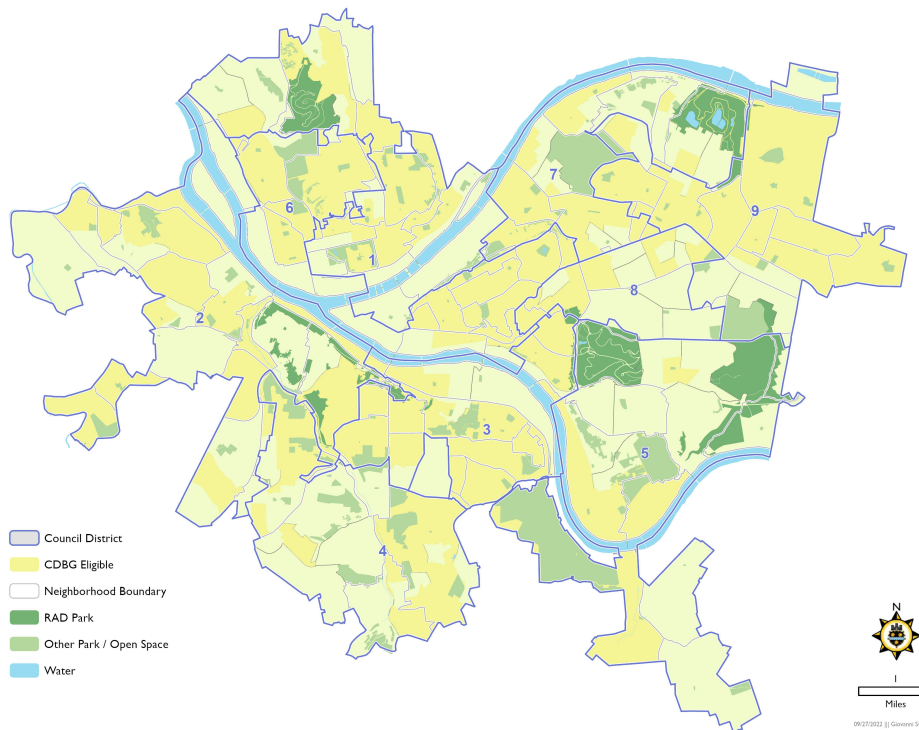 7
9
6
1
8
2
3
5
4
Council District
CDBG Eligible
Neighborhood Boundary
RAD Park
Other Park / Open Space
Water
N
1
Miles
09/27/2022 || Giovanni